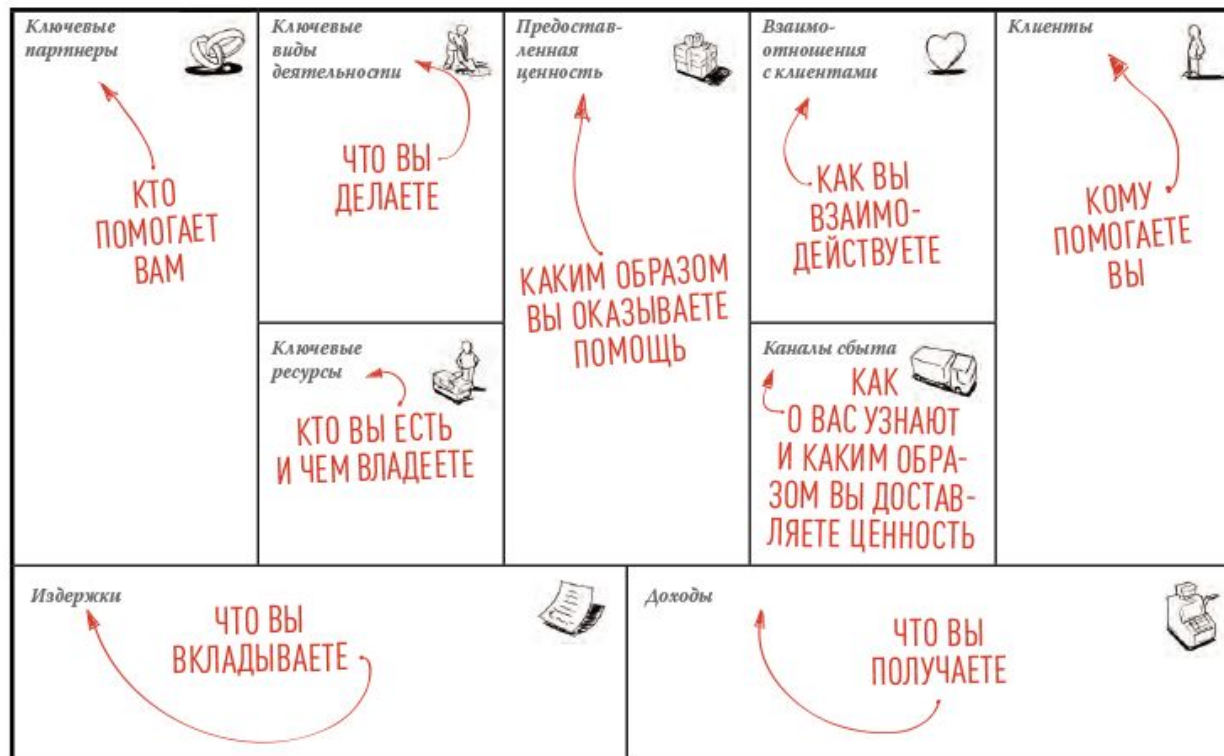 Ключевые
партнеры
КТО
ПОМОГАЕТ
ВАМ
Ключевые
виды
деятельности
ЧТО ВЫ
ДЕЛАЕТЕ
Ключевые
ресурсы
КТО ВЫ ЕСТЬ
И ЧЕМ ВЛАДЕЕТЕ
Предостав-
ленная
ценность
КАКИМ ОБРАЗОМ
ВЫ ОКАЗЫВАЕТЕ
ПОМОЩЬ
Взаимо-
отношения
с клиентами
КАК ВЫ
ВЗАИМО-
ДЕЙСТВУЕТЕ
Каналы сбыта
КАК
О ВАС УЗНАЮТ
И КАКИМ ОБРА-
ЗОМ ВЫ ДОСТАВ-
ЛЯЕТЕ ЦЕННОСТЬ
Клиенты
КОМУ
ПОМОГАЕТЕ
ВЫ
Издержки
ЧТО ВЫ
ВКЛАДЫВАЕТЕ
Доходы
ЧТО ВЫ
ПОЛУЧАЕТЕ